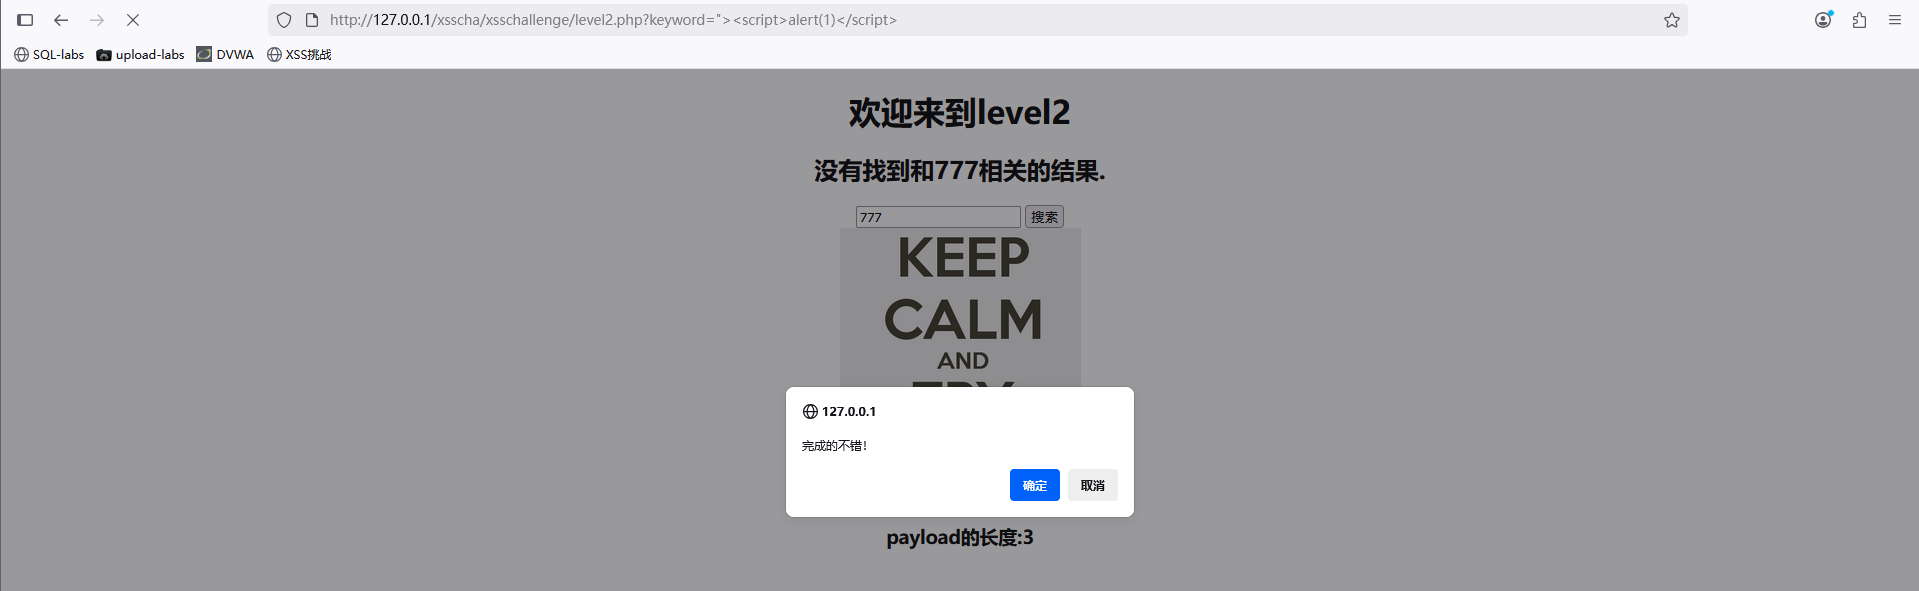 http://127.0.0.1/xsscha/xsschallenge/level2.php?keyword="><script>alert(1)</script>
SQL-labs upload-labs DVWA XSS挑战
欢迎来到level2
没有找到和777相关的结果.
777 搜索
KEEP
CALM
AND
127.0.0.1
完成的不错！
确定 取消
payload的长度:3